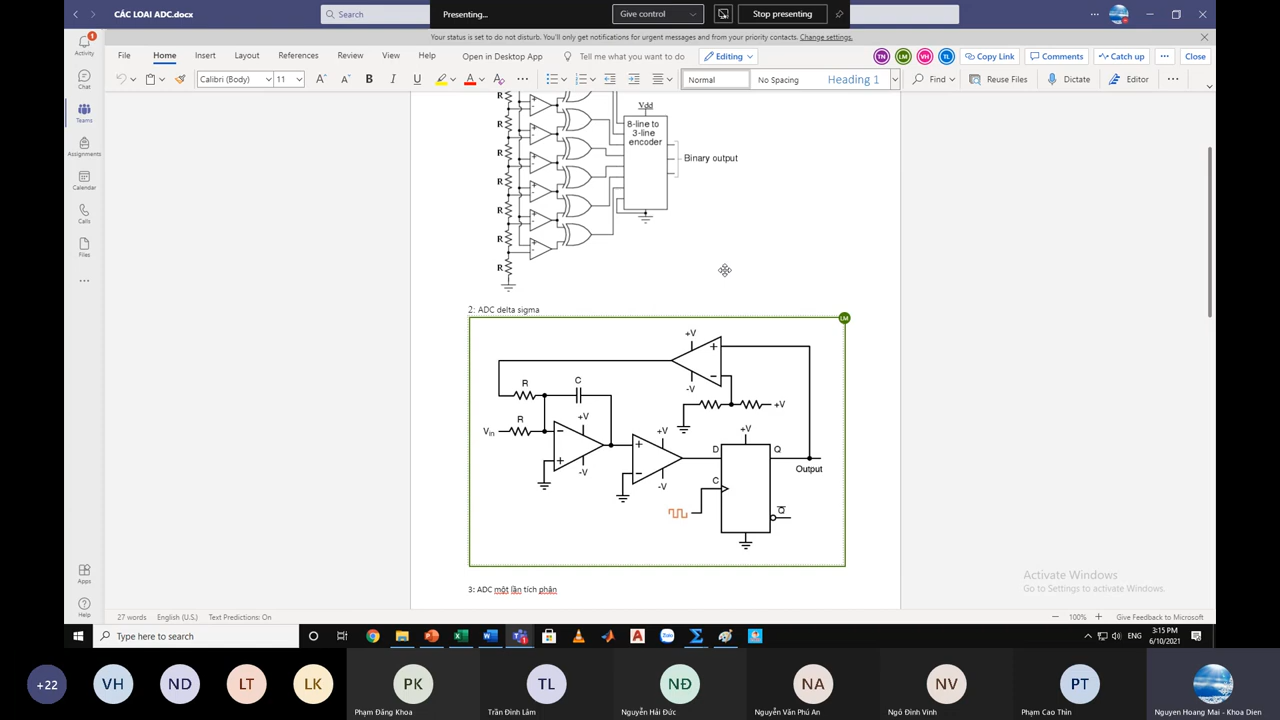 CÁC LOAI ADC.docx
Search
Presenting...
Give control
Stop presenting
Your status is set to do not disturb. You'll only get notifications for urgent messages and from your priority contacts. Change settings.
File
Home
Insert
Layout
References
Review
View
Help
Open in Desktop App
Tell me what you want to do
Editing
TN
LM
VH
TL
Copy Link
Comments
Catch up
Close
Calibri (Body)
11
Normal
No Spacing
Heading 1
Find
Reuse Files
Dictate
Editor
Activity
1
Chat
Teams
Assignments
Calendar
Calls
Files
Apps
Help
R
R
R
R
R
R
R
Vdd
8-line to
3-line
encoder
Binary output
2: ADC delta sigma
LM
+V
-V
R
C
+V
Vin
R
+V
-V
+V
-V
+V
D
Q
C
Q
Output
3: ADC một lần tích phân
Activate Windows
Go to Settings to activate Windows.
27 words
English (U.S.)
Text Predictions: On
100%
Give Feedback to Microsoft
Type here to search
ENG
3:15 PM
6/10/2021
+22
VH
ND
LT
LK
PK
Phạm Đăng Khoa
TL
Trần Đình Lâm
NĐ
Nguyễn Hải Đức
NA
Nguyễn Văn Phú An
NV
Ngô Đình Vinh
PT
Phạm Cao Thìn
Nguyen Hoang Mai - Khoa Dien